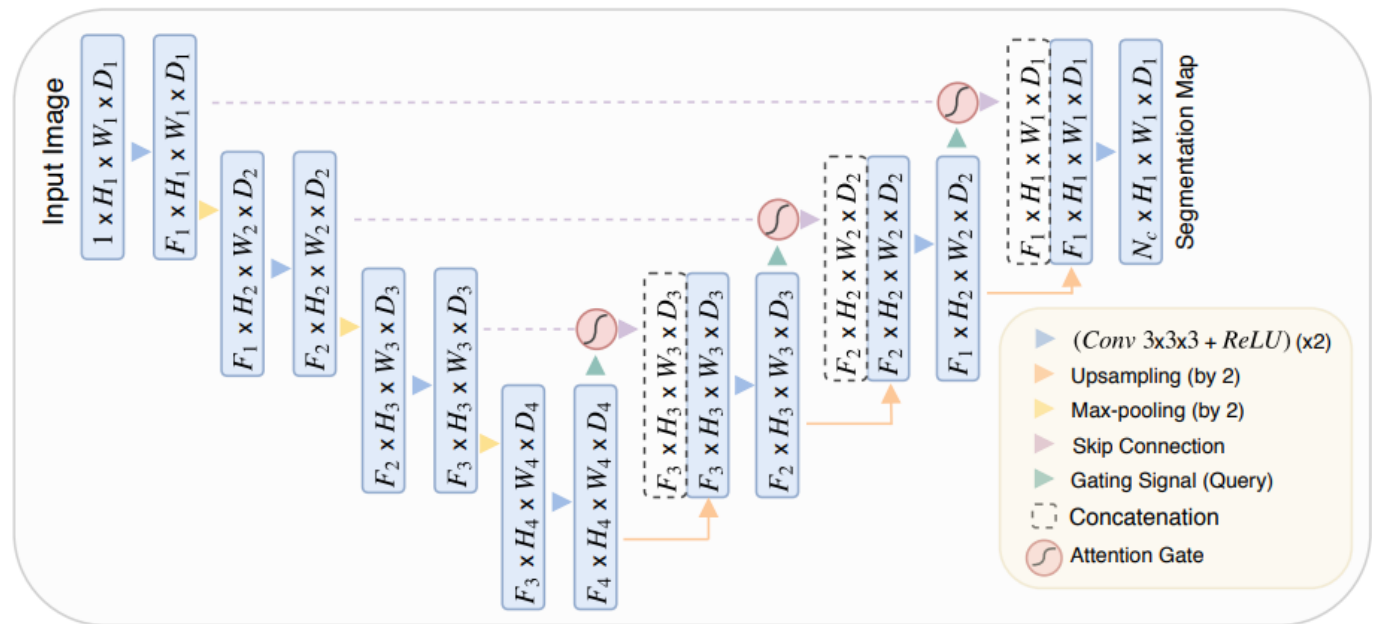 Input Image
1 x H₁ x W₁ x D₁
F₁ x H₁ x W₁ x D₁
F₁ x H₂ x W₂ x D₂
F₂ x H₂ x W₂ x D₂
F₂ x H₃ x W₃ x D₃
F₃ x H₃ x W₃ x D₃
F₃ x H₄ x W₄ x D₄
F₄ x H₄ x W₄ x D₄
F₃ x H₃ x W₃ x D₃
F₃ x H₃ x W₃ x D₃
F₂ x H₃ x W₃ x D₃
F₂ x H₂ x W₂ x D₂
F₂ x H₂ x W₂ x D₂
F₁ x H₂ x W₂ x D₂
F₁ x H₁ x W₁ x D₁
F₁ x H₁ x W₁ x D₁
N_c x H₁ x W₁ x D₁
Segmentation Map
(Conv 3x3x3 + ReLU) (x2)
Upsampling (by 2)
Max-pooling (by 2)
Skip Connection
Gating Signal (Query)
Concatenation
Attention Gate